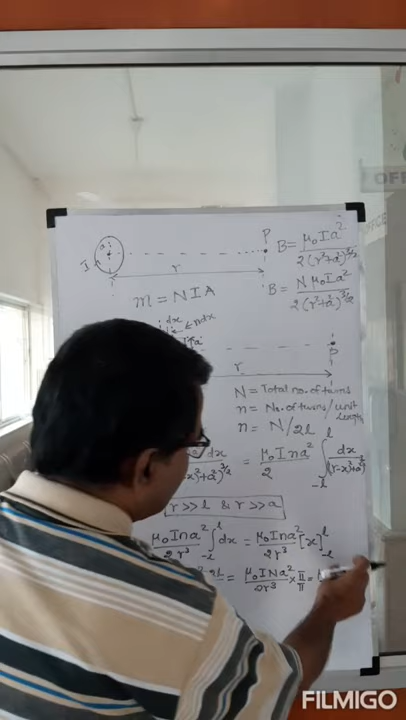 P
a
I
r
B = μ₀Ia² / 2(r²+a²)^3/2
m = NIA
B = Nμ₀Ia² / 2(r²+a²)^3/2
dx
ndx
a
P
r
N = Total no. of turns
n = No. of turns / unit length
n = N/2l
= μ₀Ina² / 2 ∫_-l^l dx / ((r-x)²+a²)^3/2
r>>l & r>>a
μ₀Ina² / 2r³ ∫_-l^l dx = μ₀Ina² / 2r³ [x]_-l^l
= μ₀INa² / 2r³ × π/π =
FILMIGO